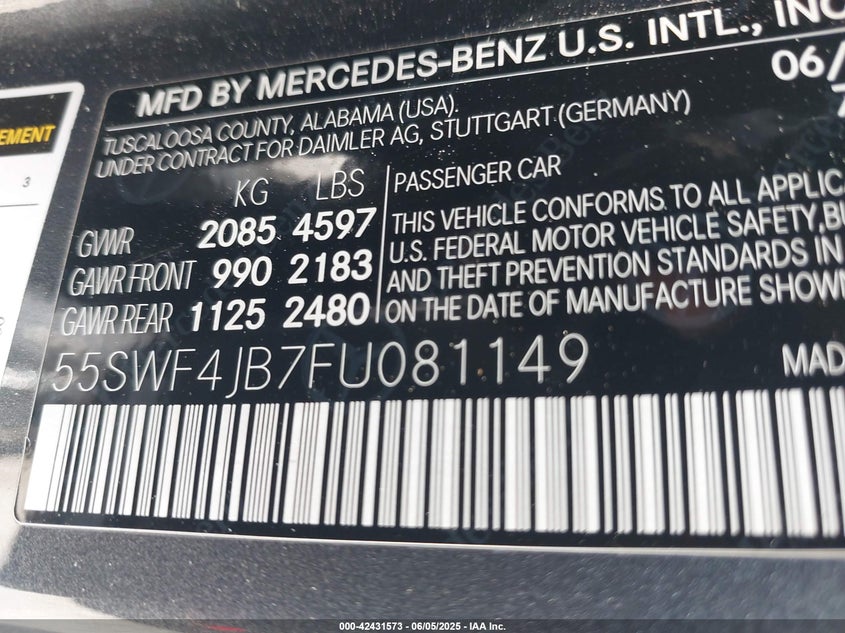 MFD BY MERCEDES-BENZ U.S. INTL., INC
06/
TUSCALOOSA COUNTY, ALABAMA (USA).
UNDER CONTRACT FOR DAIMLER AG, STUTTGART (GERMANY)
EMENT
3
KG LBS
GVWR 2085 4597
GAWR FRONT 990 2183
GAWR REAR 1125 2480
PASSENGER CAR
THIS VEHICLE CONFORMS TO ALL APPLIC
U.S. FEDERAL MOTOR VEHICLE SAFETY, BU
AND THEFT PREVENTION STANDARDS IN
ON THE DATE OF MANUFACTURE SHOWN
55SWF4JB7FU081149
MAD
000-42431573 - 06/05/2025 - IAA Inc.